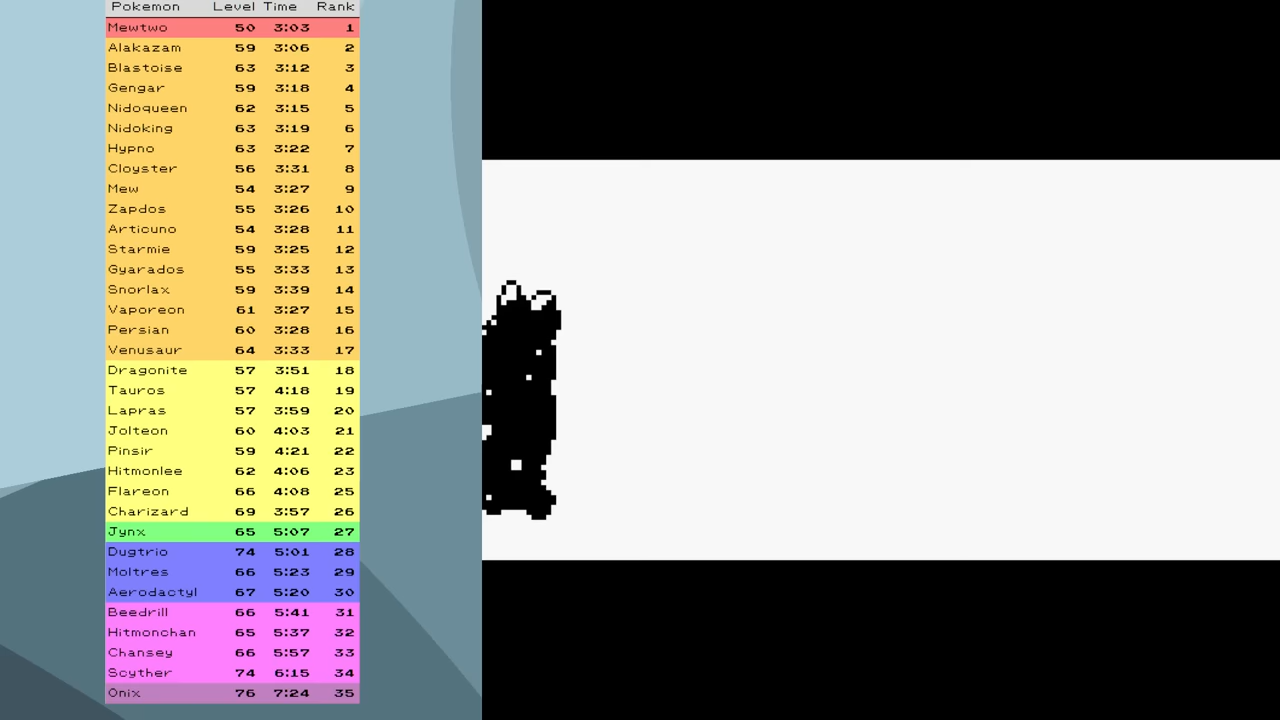 Pokemon Level Time Rank
Mewtwo 50 3:03 1
Alakazam 59 3:06 2
Blastoise 63 3:12 3
Gengar 59 3:18 4
Nidoqueen 62 3:15 5
Nidoking 63 3:19 6
Hypno 63 3:22 7
Cloyster 56 3:31 8
Mew 54 3:27 9
Zapdos 55 3:26 10
Articuno 54 3:28 11
Starmie 59 3:25 12
Gyarados 55 3:33 13
Snorlax 59 3:39 14
Vaporeon 61 3:27 15
Persian 60 3:28 16
Venusaur 64 3:33 17
Dragonite 57 3:51 18
Tauros 57 4:18 19
Lapras 57 3:59 20
Jolteon 60 4:03 21
Pinsir 59 4:21 22
Hitmonlee 62 4:06 23
Flareon 66 4:08 25
Charizard 69 3:57 26
Jynx 65 5:07 27
Dugtrio 74 5:01 28
Moltres 66 5:23 29
Aerodactyl 67 5:20 30
Beedrill 66 5:41 31
Hitmonchan 65 5:37 32
Chansey 66 5:57 33
Scyther 74 6:15 34
Onix 76 7:24 35